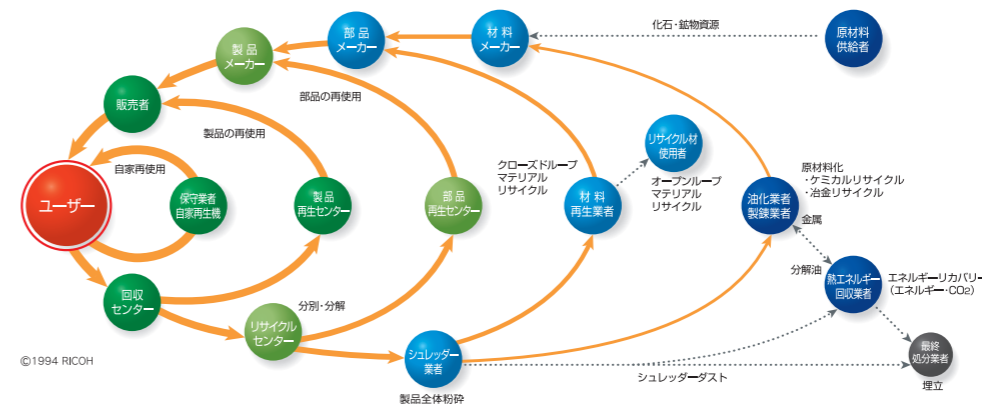 化石・鉱物資源
原材料
供給者
材 料
メーカー
部 品
メーカー
製 品
メーカー
部品の再使用
販売者
製品の再使用
自家再使用
ユーザー
保守業者
自家再生機
製 品
再生センター
部 品
再生センター
クローズドループ
マテリアル
リサイクル
材 料
再生業者
リサイクル材
使用者
オープンループ
マテリアル
リサイクル
油化業者
製錬業者
原材料化
・ケミカルリサイクル
・冶金リサイクル
金属
分解油
熱エネルギー
回収業者
エネルギーリカバリー
(エネルギー・CO2)
回収
センター
分別・分解
リサイクル
センター
シュレッダー
業者
製品全体粉砕
シュレッダーダスト
最終
処分業者
埋立
©1994 RICOH